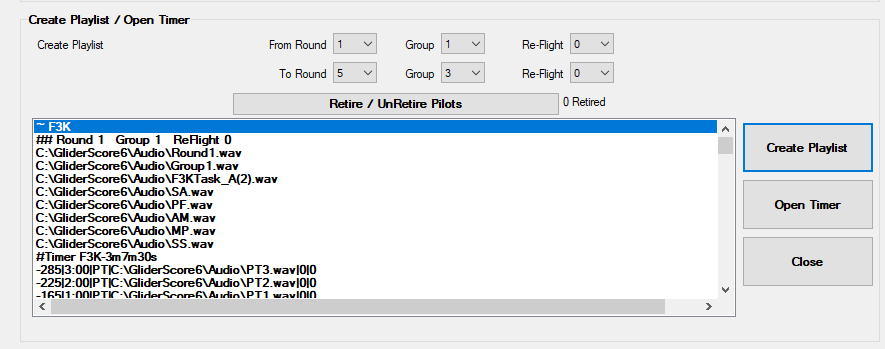 Create Playlist / Open Timer
Create Playlist From Round 1 Group 1 Re-Flight 0
To Round 5 Group 3 Re-Flight 0
Retire / UnRetire Pilots 0 Retired
~ F3K
## Round 1 Group 1 ReFlight 0
C:\GliderScore6\Audio\Round1.wav
C:\GliderScore6\Audio\Group1.wav
C:\GliderScore6\Audio\F3KTask_A(2).wav
C:\GliderScore6\Audio\SA.wav
C:\GliderScore6\Audio\PF.wav
C:\GliderScore6\Audio\AM.wav
C:\GliderScore6\Audio\MP.wav
C:\GliderScore6\Audio\SS.wav
#Timer F3K-3m7m30s
-285|3:00|PT|C:\GliderScore6\Audio\PT3.wav|0|0
-225|2:00|PT|C:\GliderScore6\Audio\PT2.wav|0|0
-165|1:00|PT|C:\GliderScore6\Audio\PT1.wav|0|0
Create Playlist
Open Timer
Close